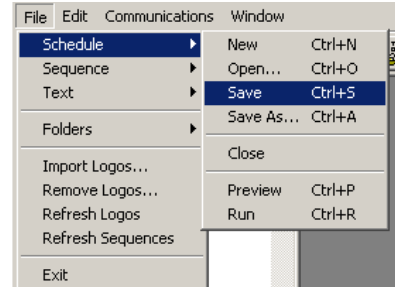 File Edit Communications Window
Schedule
Sequence
Text
Folders
Import Logos...
Remove Logos...
Refresh Logos
Refresh Sequences
Exit
New Ctrl+N
Open... Ctrl+O
Save Ctrl+S
Save As... Ctrl+A
Close
Preview Ctrl+P
Run Ctrl+R